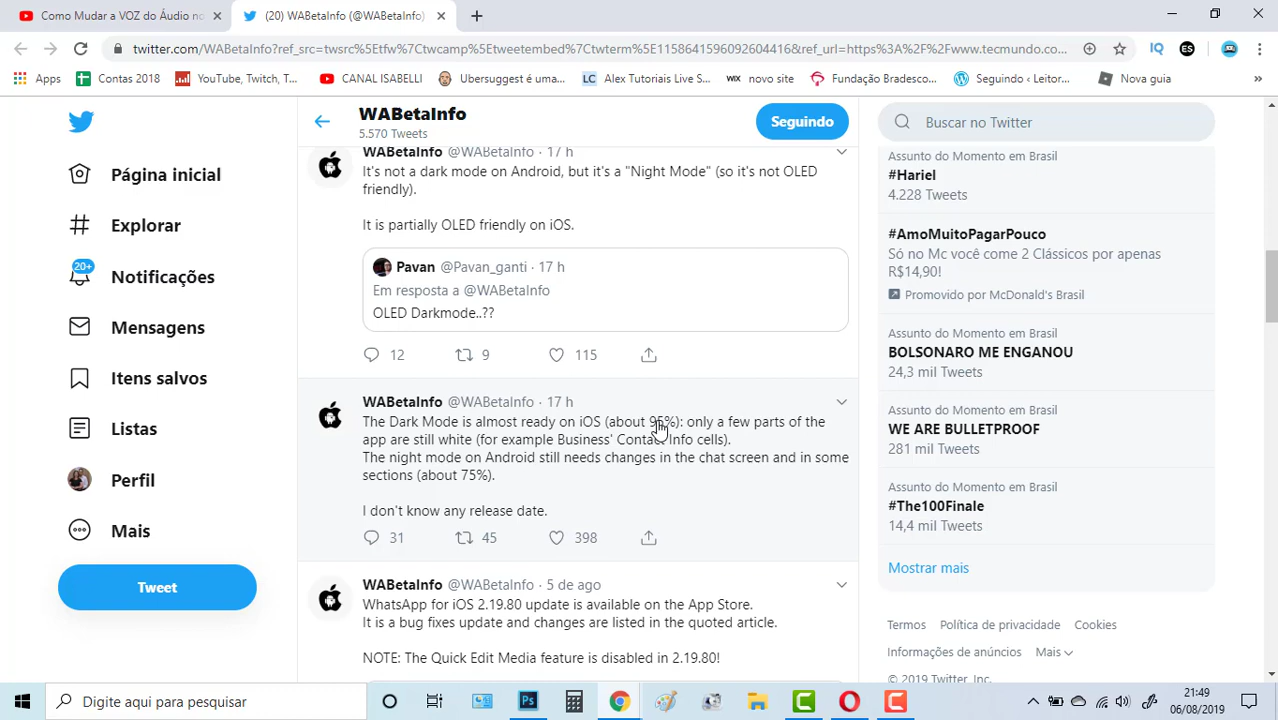 Como Mudar a VOZ do Áudio no
(20) WABetaInfo (@WABetaInfo)
twitter.com/WABetaInfo?ref_src=twsrc%5Etfw%7Ctwcamp%5Etweetembed%7Ctwterm%5E1158641596092604416&ref_url=https%3A%2F%2Fwww.tecmundo.co...
Apps
Contas 2018
YouTube, Twitch, T...
CANAL ISABELLI
Ubersuggest é uma...
Alex Tutoriais Live S...
novo site
Fundação Bradesco...
Seguindo ‹ Leitor...
Nova guia
»
Página inicial
Explorar
20+
Notificações
Mensagens
Itens salvos
Listas
Perfil
Mais
Tweet
WABetaInfo
5.570 Tweets
Seguindo
WABetaInfo @WABetaInfo · 17 h
It's not a dark mode on Android, but it's a "Night Mode" (so it's not OLED
friendly).
It is partially OLED friendly on iOS.
Pavan @Pavan_ganti · 17 h
Em resposta a @WABetaInfo
OLED Darkmode..??
12 9 115
WABetaInfo @WABetaInfo · 17 h
The Dark Mode is almost ready on iOS (about 95%): only a few parts of the
app are still white (for example Business' Contact Info cells).
The night mode on Android still needs changes in the chat screen and in some
sections (about 75%).
I don't know any release date.
31 45 398
WABetaInfo @WABetaInfo · 5 de ago
WhatsApp for iOS 2.19.80 update is available on the App Store.
It is a bug fixes update and changes are listed in the quoted article.
NOTE: The Quick Edit Media feature is disabled in 2.19.80!
Buscar no Twitter
Assunto do Momento em Brasil
#Hariel
4.228 Tweets
#AmoMuitoPagarPouco
Só no Mc você come 2 Clássicos por apenas
R$14,90!
Promovido por McDonald's Brasil
Assunto do Momento em Brasil
BOLSONARO ME ENGANOU
24,3 mil Tweets
Assunto do Momento em Brasil
WE ARE BULLETPROOF
281 mil Tweets
Assunto do Momento em Brasil
#The100Finale
14,4 mil Tweets
Mostrar mais
Termos Política de privacidade Cookies
Informações de anúncios Mais
© 2019 Twitter, Inc.
Digite aqui para pesquisar
21:49
06/08/2019